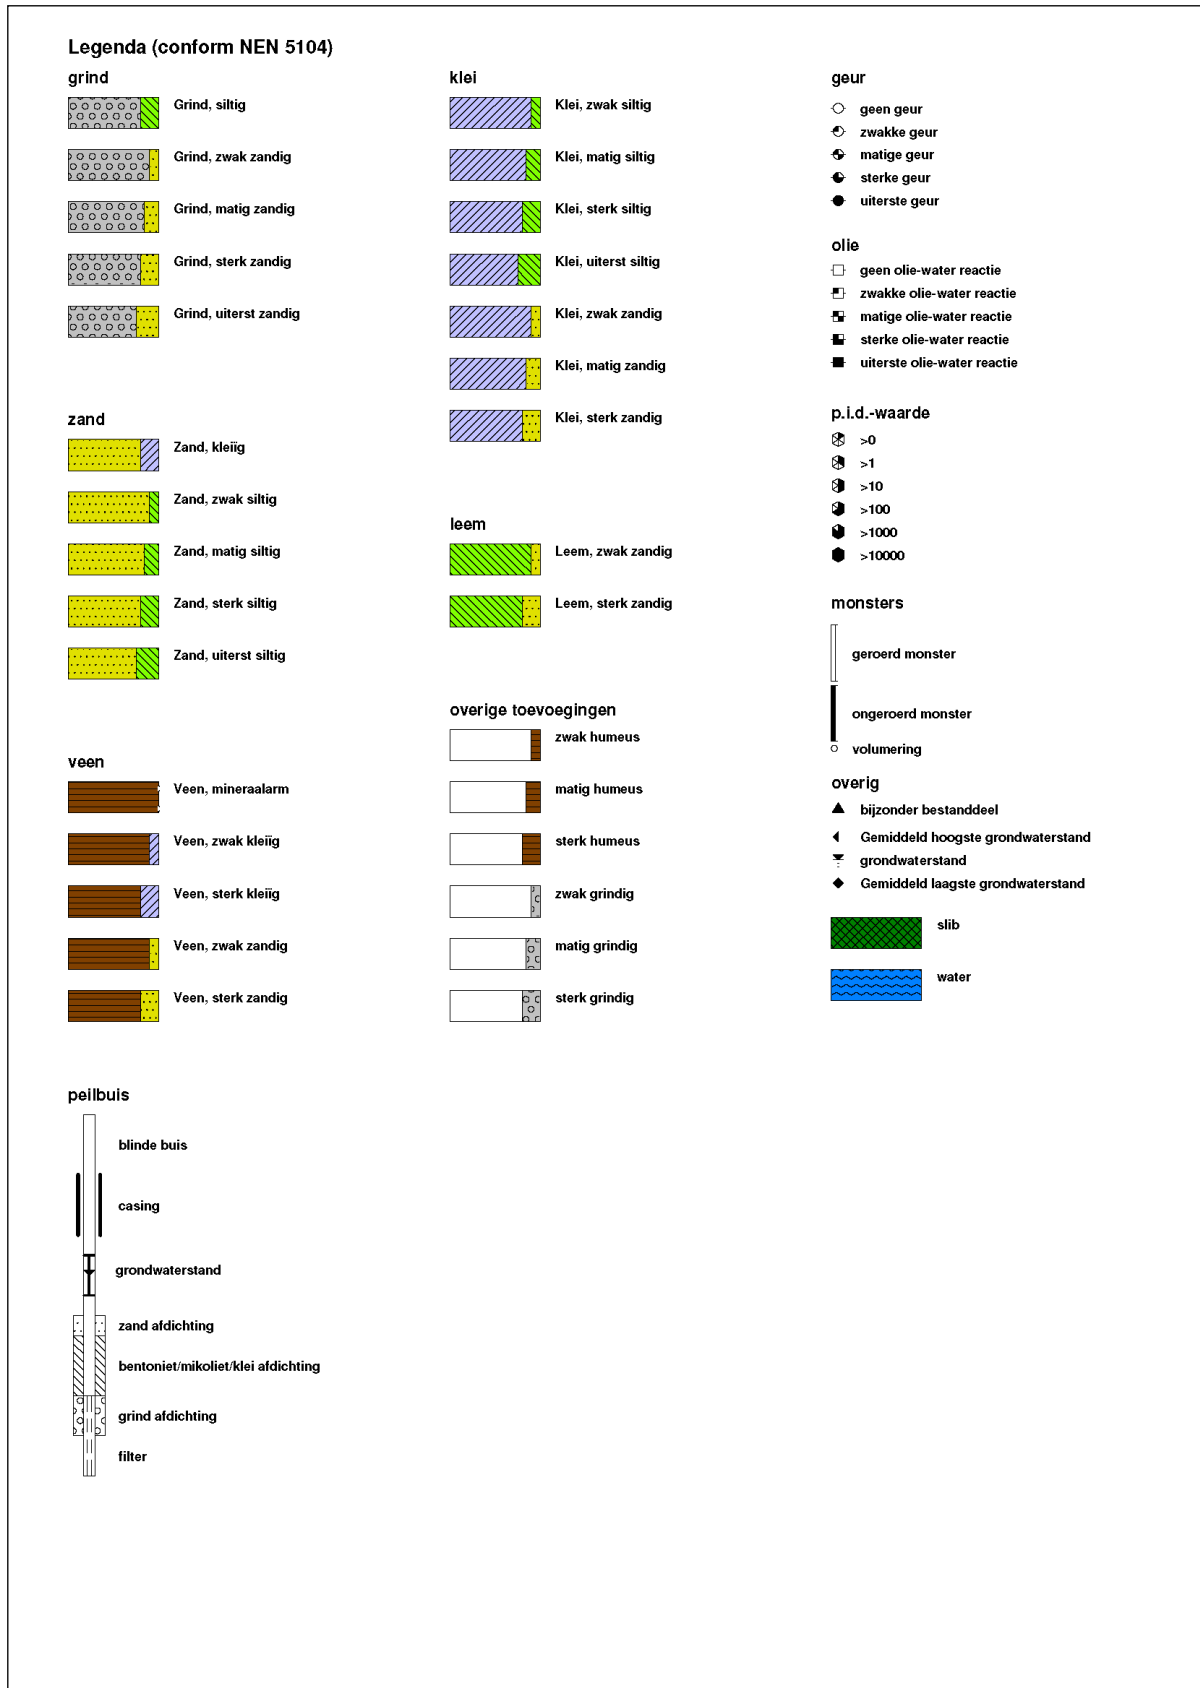 Legenda (conform NEN 5104)
grind
Grind, siltig
Grind, zwak zandig
Grind, matig zandig
Grind, sterk zandig
Grind, uiterst zandig
zand
Zand, kleiïg
Zand, zwak siltig
Zand, matig siltig
Zand, sterk siltig
Zand, uiterst siltig
veen
Veen, mineraalarm
Veen, zwak kleiïg
Veen, sterk kleiïg
Veen, zwak zandig
Veen, sterk zandig
peilbuis
blinde buis
casing
grondwaterstand
zand afdichting
bentoniet/mikoliet/klei afdichting
grind afdichting
filter
klei
Klei, zwak siltig
Klei, matig siltig
Klei, sterk siltig
Klei, uiterst siltig
Klei, zwak zandig
Klei, matig zandig
Klei, sterk zandig
leem
Leem, zwak zandig
Leem, sterk zandig
overige toevoegingen
zwak humeus
matig humeus
sterk humeus
zwak grindig
matig grindig
sterk grindig
geur
geen geur
zwakke geur
matige geur
sterke geur
uiterste geur
olie
geen olie-water reactie
zwakke olie-water reactie
matige olie-water reactie
sterke olie-water reactie
uiterste olie-water reactie
p.i.d.-waarde
>0
>1
>10
>100
>1000
>10000
monsters
geroerd monster
ongeroerd monster
volumering
overig
bijzonder bestanddeel
Gemiddeld hoogste grondwaterstand
grondwaterstand
Gemiddeld laagste grondwaterstand
slib
water